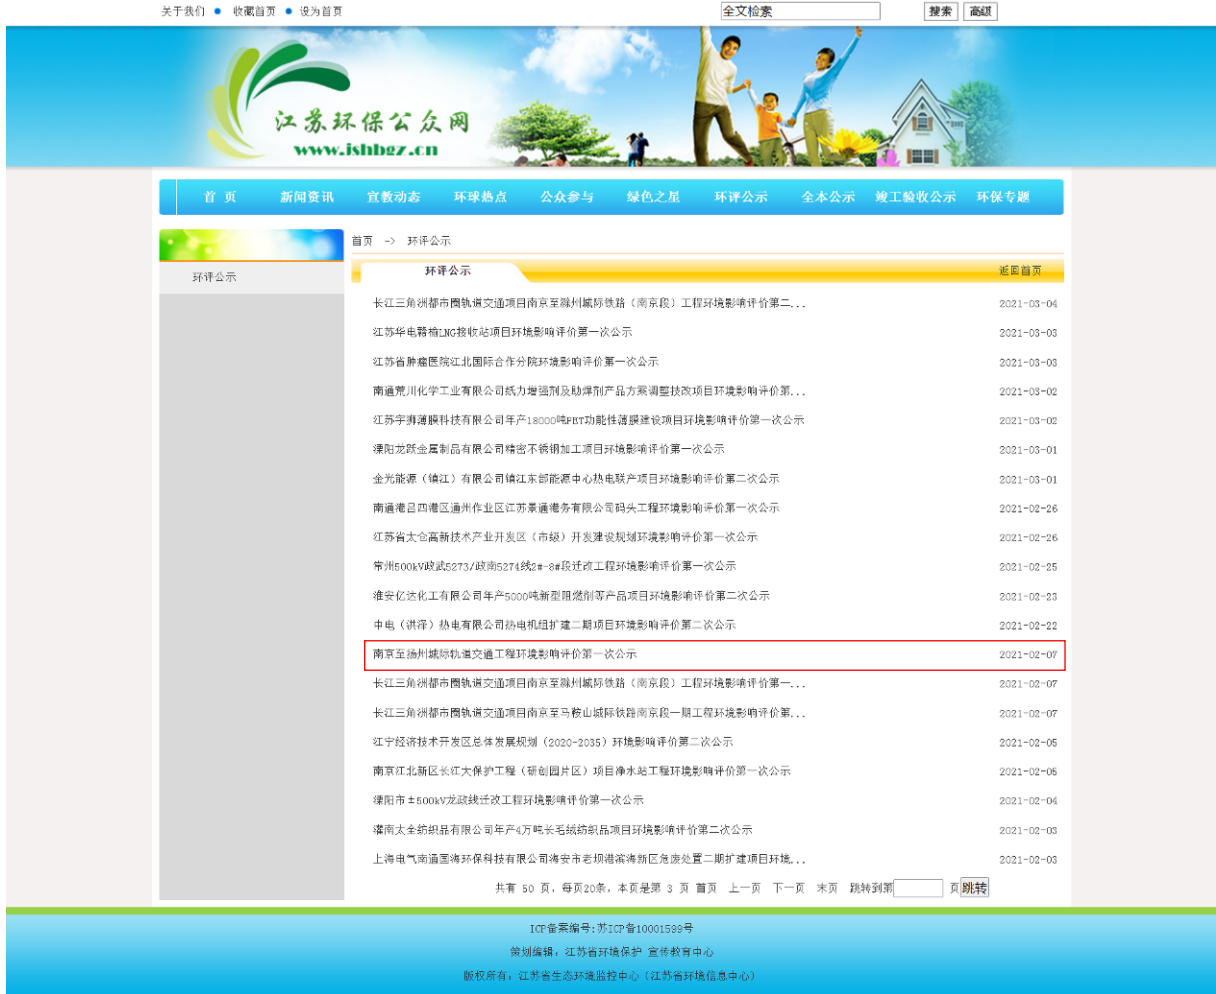 关于我们 ● 收藏首页 ● 设为首页 全文检索 搜索 高级
江苏环保公众网
www.jshbgz.cn
首 页 新闻资讯 宣教动态 环球热点 公众参与 绿色之星 环评公示 全本公示 竣工验收公示 环保专题
首页 -> 环评公示
环评公示
环评公示 返回首页
长江三角洲都市圈轨道交通项目南京至滁州城际铁路（南京段）工程环境影响评价第二... 2021-03-04
江苏华电赣榆LNG接收站项目环境影响评价第一次公示 2021-03-03
江苏省肿瘤医院江北国际合作分院环境影响评价第一次公示 2021-03-03
南通荒川化学工业有限公司纸力增强剂及助焊剂产品方案调整技改项目环境影响评价第... 2021-03-02
江苏宇狮薄膜科技有限公司年产18000吨PET功能性薄膜建设项目环境影响评价第一次公示 2021-03-02
溧阳龙跃金属制品有限公司精密不锈钢加工项目环境影响评价第一次公示 2021-03-01
金光能源（镇江）有限公司镇江东部能源中心热电联产项目环境影响评价第二次公示 2021-03-01
南通港吕四港区通州作业区江苏景通港务有限公司码头工程环境影响评价第一次公示 2021-02-26
江苏省太仓高新技术产业开发区（市级）开发建设规划环境影响评价第一次公示 2021-02-26
常州500kV政武5273/政南5274线2#-8#段迁改工程环境影响评价第一次公示 2021-02-25
淮安亿达化工有限公司年产5000吨新型阻燃剂等产品项目环境影响评价第二次公示 2021-02-23
中电（洪泽）热电有限公司热电机组扩建二期项目环境影响评价第二次公示 2021-02-22
南京至扬州城际轨道交通工程环境影响评价第一次公示 2021-02-07
长江三角洲都市圈轨道交通项目南京至滁州城际铁路（南京段）工程环境影响评价第一... 2021-02-07
长江三角洲都市圈轨道交通项目南京至马鞍山城际铁路南京段一期工程环境影响评价第... 2021-02-07
江宁经济技术开发区总体发展规划（2020-2035）环境影响评价第二次公示 2021-02-05
南京江北新区长江大保护工程（研创园片区）项目净水站工程环境影响评价第一次公示 2021-02-05
溧阳市±500kV龙政线迁改工程环境影响评价第一次公示 2021-02-04
灌南太全纺织品有限公司年产4万吨长毛绒纺织品项目环境影响评价第二次公示 2021-02-03
上海电气南通国海环保科技有限公司海安市老坝港滨海新区危废处置二期扩建项目环境... 2021-02-03
共有 50 页，每页20条，本页是第 3 页 首页 上一页 下一页 末页 跳转到第 页 跳转
ICP备案编号:苏ICP备10001599号
策划编辑：江苏省环境保护 宣传教育中心
版权所有：江苏省生态环境监控中心（江苏省环境信息中心）